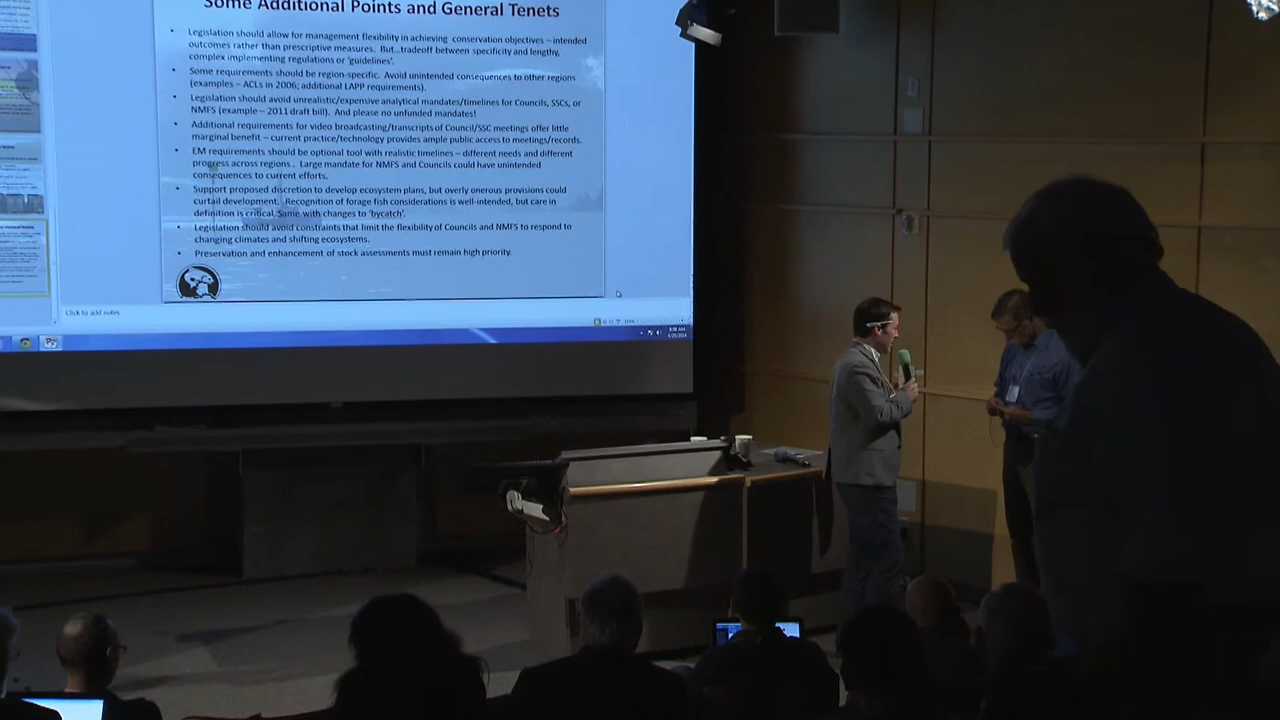 Some Additional Points and General Tenets
• Legislation should allow for management flexibility in achieving conservation objectives – intended
outcomes rather than prescriptive measures. But...tradeoff between specificity and lengthy,
complex implementing regulations or 'guidelines'.
• Some requirements should be region-specific. Avoid unintended consequences to other regions
(examples – ACLs in 2006; additional LAPP requirements).
• Legislation should avoid unrealistic/expensive analytical mandates/timelines for Councils, SSCs, or
NMFS (example – 2011 draft bill). And please no unfunded mandates!
• Additional requirements for video broadcasting/transcripts of Council/SSC meetings offer little
marginal benefit – current practice/technology provides ample public access to meetings/records.
• EM requirements should be optional tool with realistic timelines – different needs and different
progress across regions . Large mandate for NMFS and Councils could have unintended
consequences to current efforts.
• Support proposed discretion to develop ecosystem plans, but overly onerous provisions could
curtail development. Recognition of forage fish considerations is well-intended, but care in
definition is critical. Same with changes to 'bycatch'.
• Legislation should avoid constraints that limit the flexibility of Councils and NMFS to respond to
changing climates and shifting ecosystems.
• Preservation and enhancement of stock assessments must remain high priority.
Click to add notes